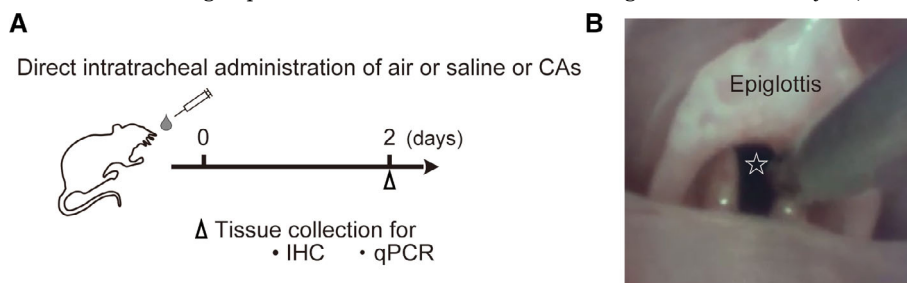 A
B
Direct intratracheal administration of air or saline or CAs
Epiglottis
0 2 (days)
Tissue collection for
• IHC • qPCR